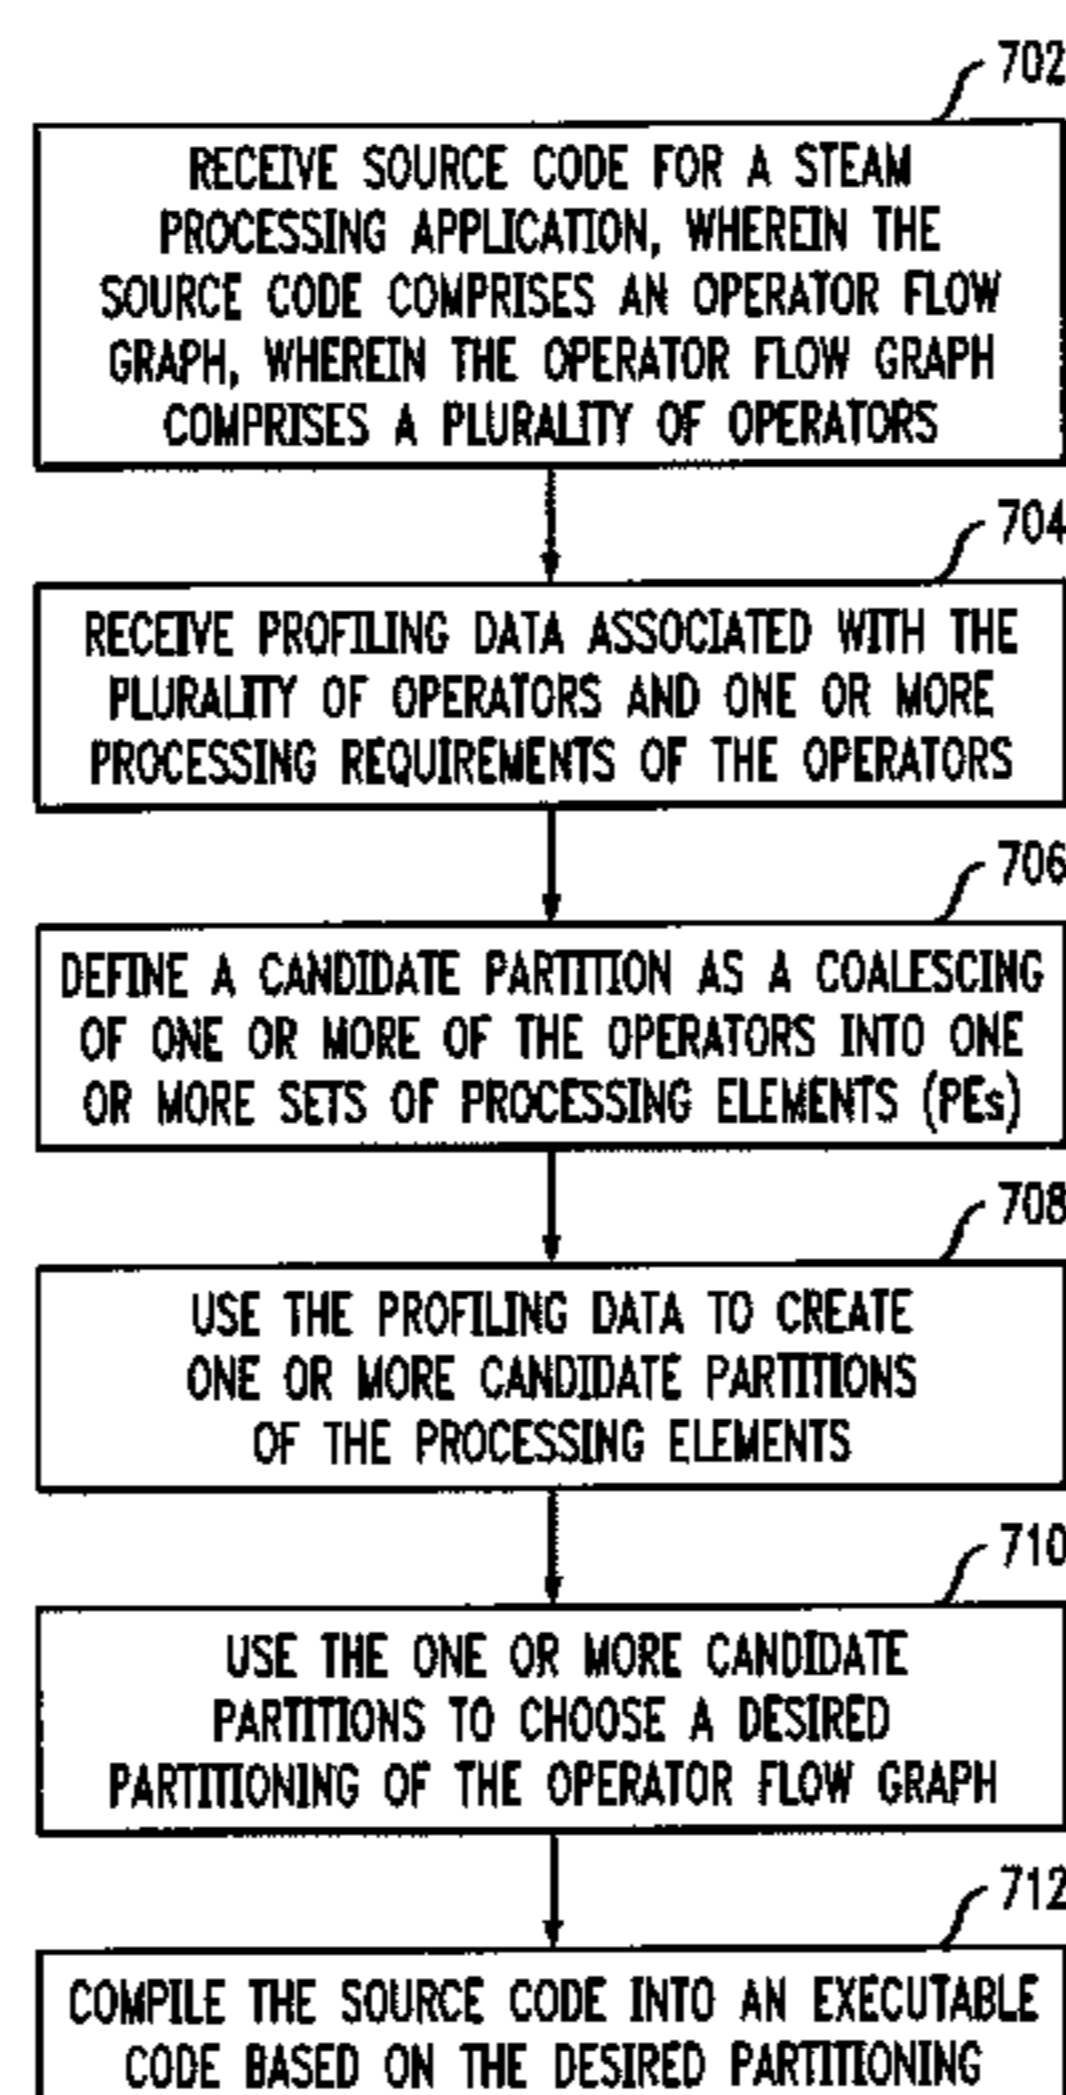 702
RECEIVE SOURCE CODE FOR A STEAM
PROCESSING APPLICATION, WHEREIN THE
SOURCE CODE COMPRISES AN OPERATOR FLOW
GRAPH, WHEREIN THE OPERATOR FLOW GRAPH
COMPRISES A PLURALITY OF OPERATORS
704
RECEIVE PROFILING DATA ASSOCIATED WITH THE
PLURALITY OF OPERATORS AND ONE OR MORE
PROCESSING REQUIREMENTS OF THE OPERATORS
706
DEFINE A CANDIDATE PARTITION AS A COALESCING
OF ONE OR MORE OF THE OPERATORS INTO ONE
OR MORE SETS OF PROCESSING ELEMENTS (PEs)
708
USE THE PROFILING DATA TO CREATE
ONE OR MORE CANDIDATE PARTITIONS
OF THE PROCESSING ELEMENTS
710
USE THE ONE OR MORE CANDIDATE
PARTITIONS TO CHOOSE A DESIRED
PARTITIONING OF THE OPERATOR FLOW GRAPH
712
COMPILE THE SOURCE CODE INTO AN EXECUTABLE
CODE BASED ON THE DESIRED PARTITIONING